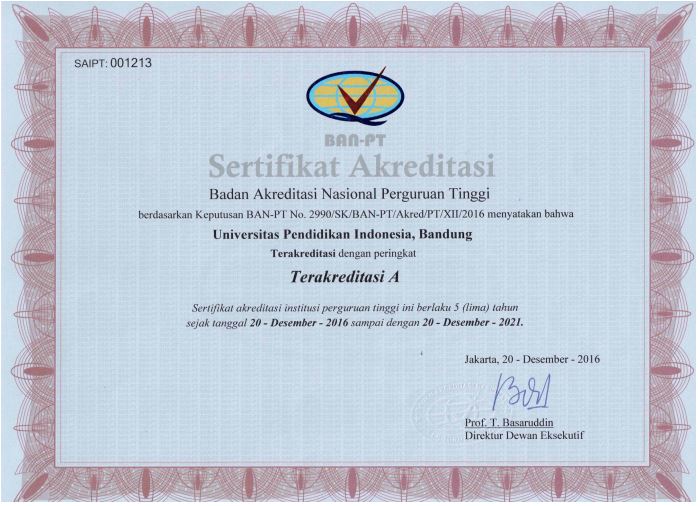 SAIPT: 001213
BAN-PT
Sertifikat Akreditasi
Badan Akreditasi Nasional Perguruan Tinggi
berdasarkan Keputusan BAN-PT No. 2990/SK/BAN-PT/Akred/PT/XII/2016 menyatakan bahwa
Universitas Pendidikan Indonesia, Bandung
Terakreditasi dengan peringkat
Terakreditasi A
Sertifikat akreditasi institusi perguruan tinggi ini berlaku 5 (lima) tahun
sejak tanggal 20 - Desember - 2016 sampai dengan 20 - Desember - 2021.
Jakarta, 20 - Desember - 2016
Prof. T. Basaruddin
Direktur Dewan Eksekutif